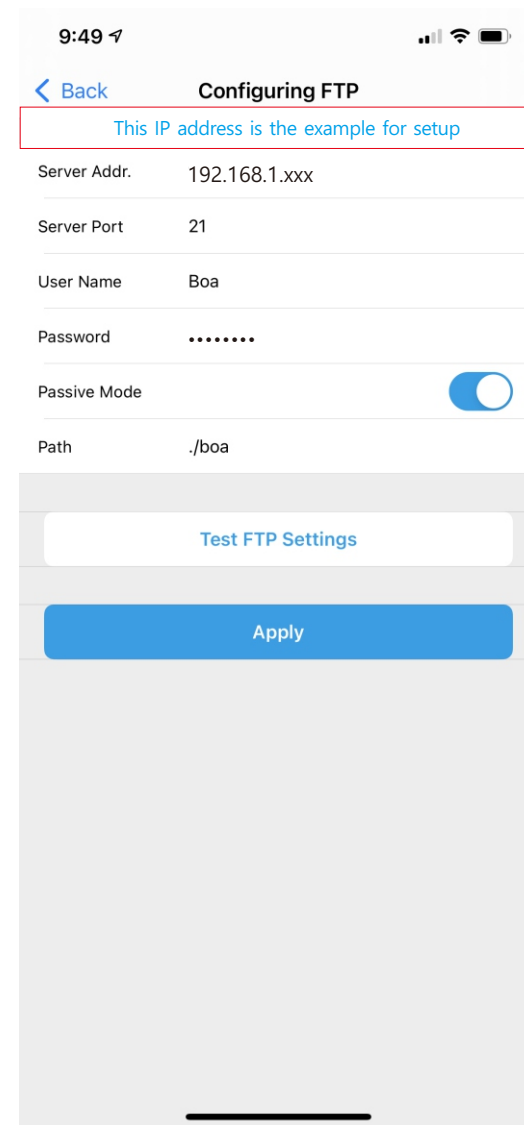 9:49
Back
Configuring FTP
This IP address is the example for setup
Server Addr. 192.168.1.xxx
Server Port 21
User Name Boa
Password ••••••••
Passive Mode
Path ./boa
Test FTP Settings
Apply